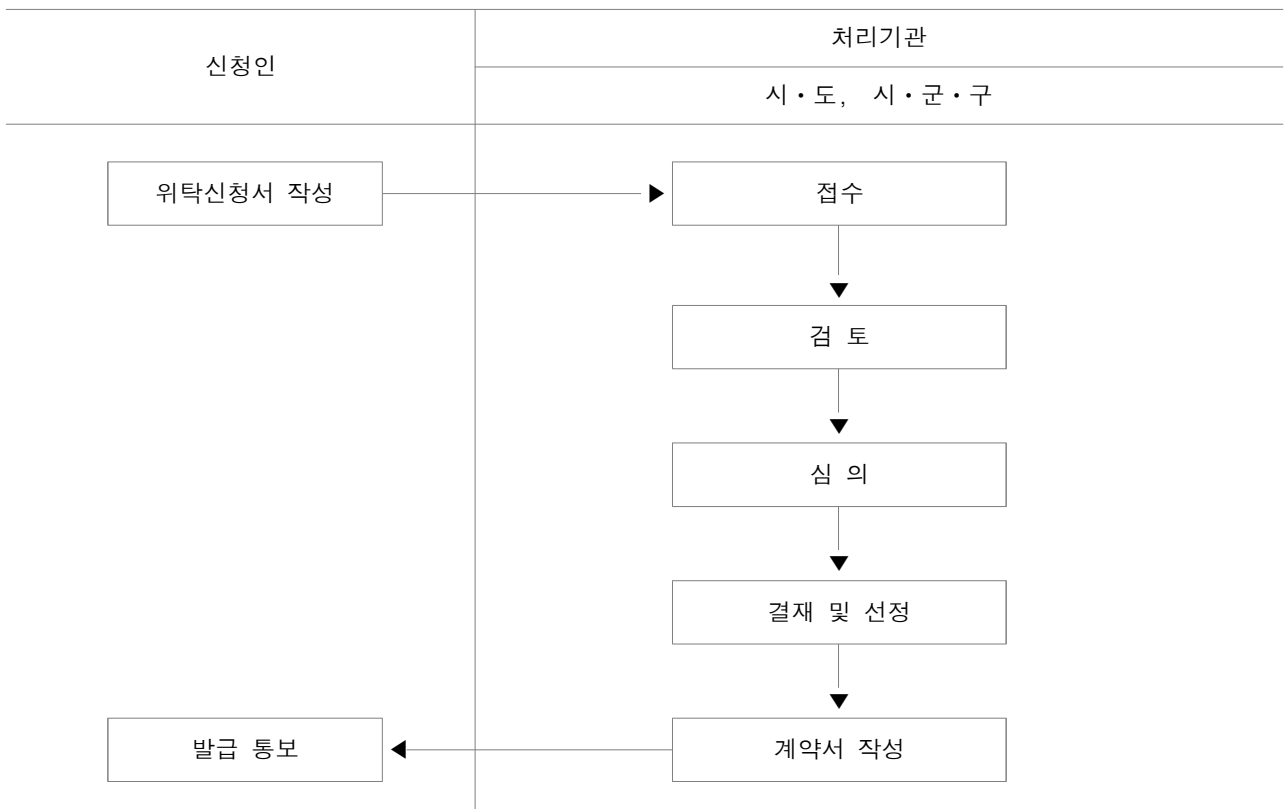 신청인
처리기관
시·도, 시·군·구
위탁신청서 작성
접수
검 토
심 의
결재 및 선정
발급 통보
계약서 작성